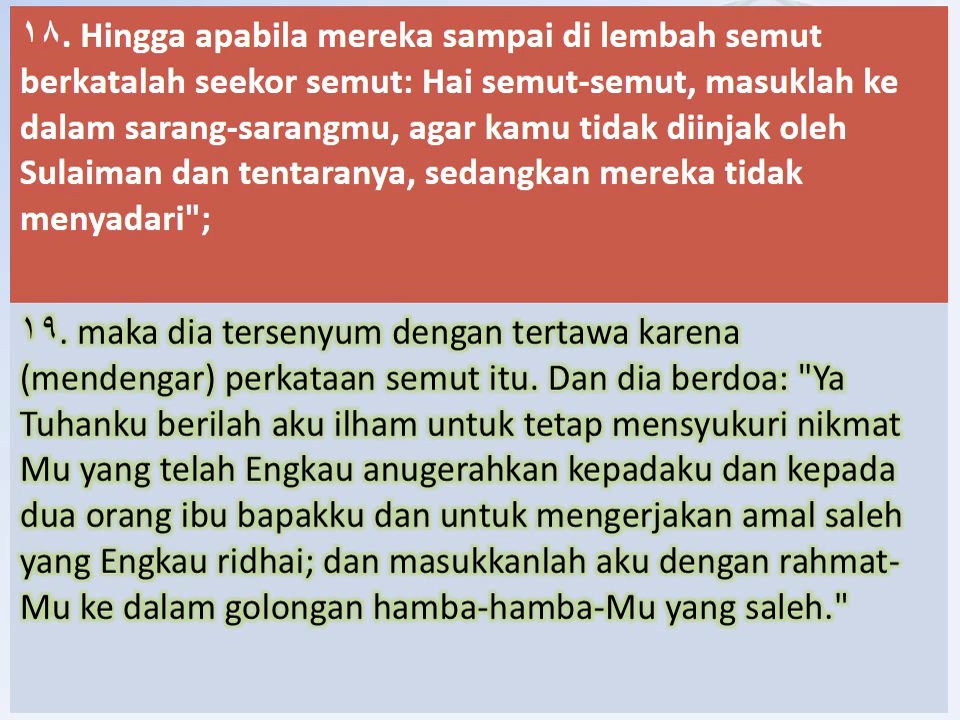 ١٨. Hingga apabila mereka sampai di lembah semut
berkatalah seekor semut: Hai semut-semut, masuklah ke
dalam sarang-sarangmu, agar kamu tidak diinjak oleh
Sulaiman dan tentaranya, sedangkan mereka tidak
menyadari";
١٩. maka dia tersenyum dengan tertawa karena
(mendengar) perkataan semut itu. Dan dia berdoa: "Ya
Tuhanku berilah aku ilham untuk tetap mensyukuri nikmat
Mu yang telah Engkau anugerahkan kepadaku dan kepada
dua orang ibu bapakku dan untuk mengerjakan amal saleh
yang Engkau ridhai; dan masukkanlah aku dengan rahmat-
Mu ke dalam golongan hamba-hamba-Mu yang saleh."